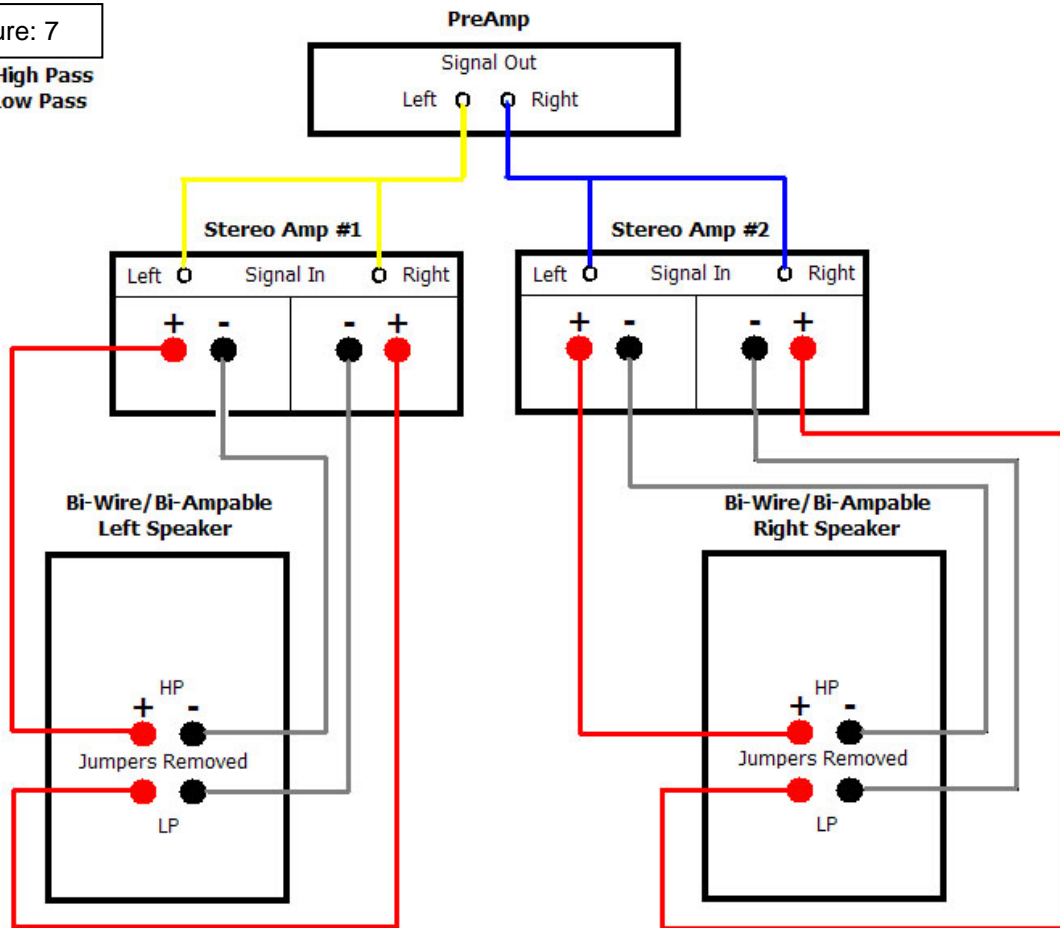 PreAmp
ure: 7
High Pass
Low Pass
Signal Out
Left Right
Stereo Amp #1
Left Signal In Right
+ - - +
Stereo Amp #2
Left Signal In Right
+ - - +
Bi-Wire/Bi-Ampable
Left Speaker
HP
+ -
Jumpers Removed
LP
Bi-Wire/Bi-Ampable
Right Speaker
HP
+ -
Jumpers Removed
LP